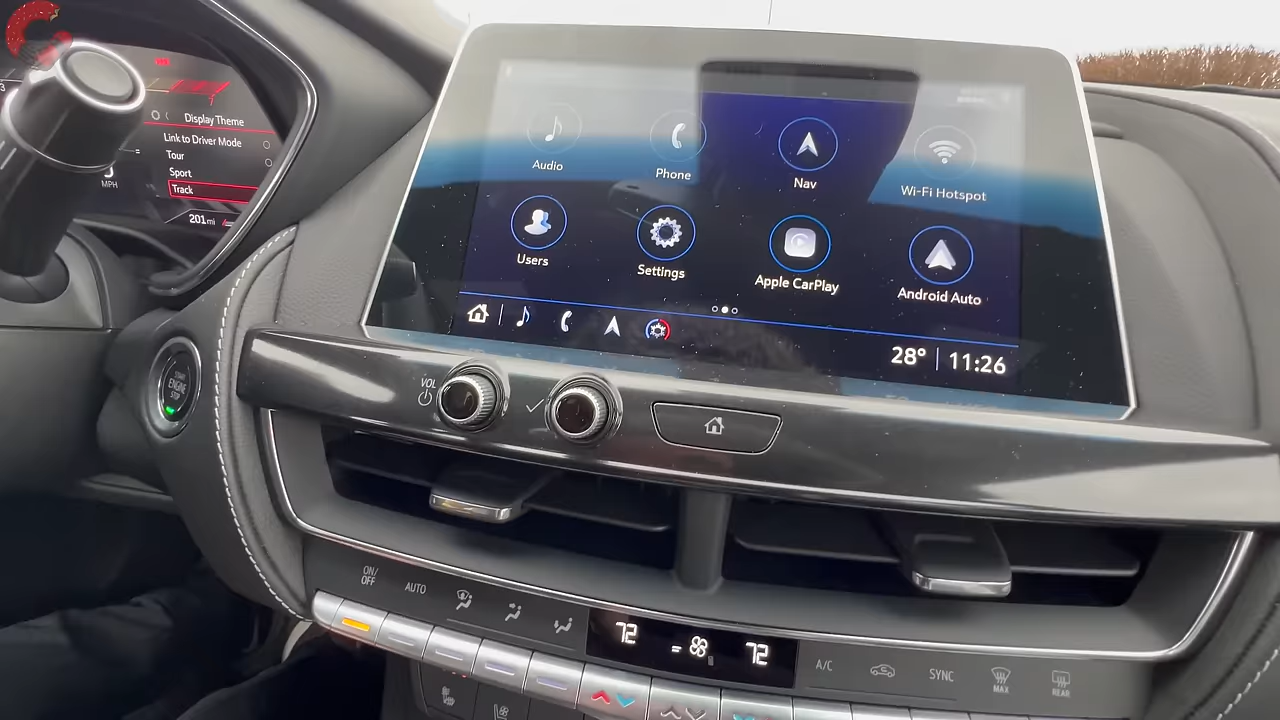 Display Theme
Link to Driver Mode
Tour
Sport
Track
MPH
201 mi
Audio
Phone
Nav
Wi-Fi Hotspot
Users
Settings
Apple CarPlay
Android Auto
28° 11:26
VOL
START
ENGINE
STOP
ON/
OFF
AUTO
72
72
A/C
SYNC
MAX
REAR